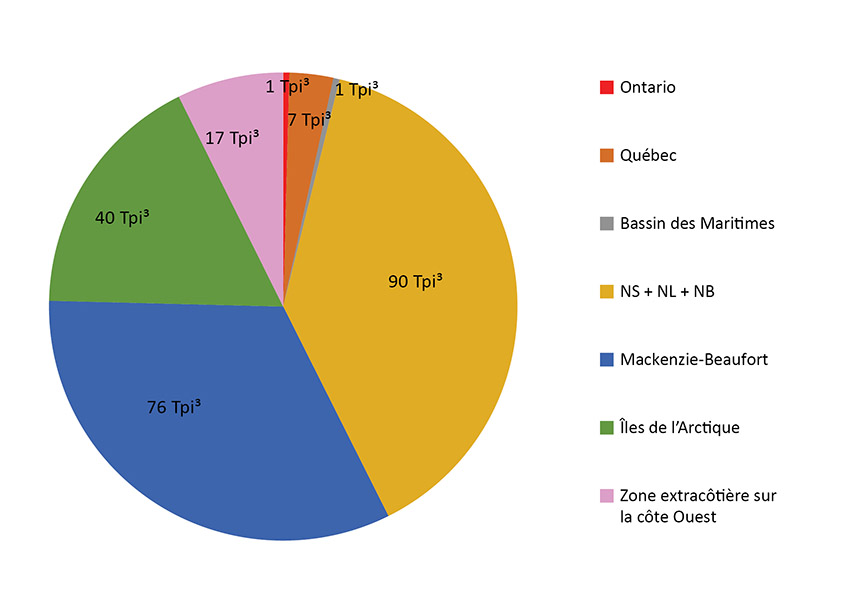 1 Tpi³
1 Tpi³
7 Tpi³
17 Tpi³
40 Tpi³
90 Tpi³
76 Tpi³
Ontario
Québec
Bassin des Maritimes
NS + NL + NB
Mackenzie-Beaufort
Îles de l’Arctique
Zone extracôtière sur
la côte Ouest